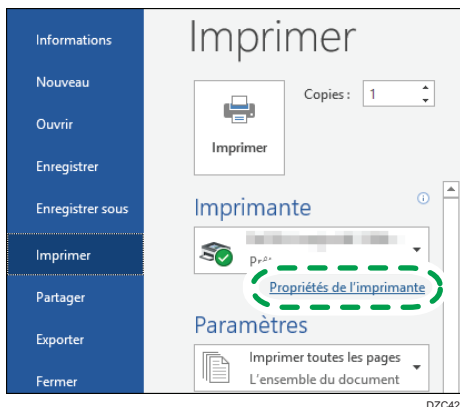 Informations
Nouveau
Ouvrir
Enregistrer
Enregistrer sous
Imprimer
Partager
Exporter
Fermer
Imprimer
Copies :
1
Imprimer
Imprimante
Propriétés de l'imprimante
Paramètres
Imprimer toutes les pages
L'ensemble du document